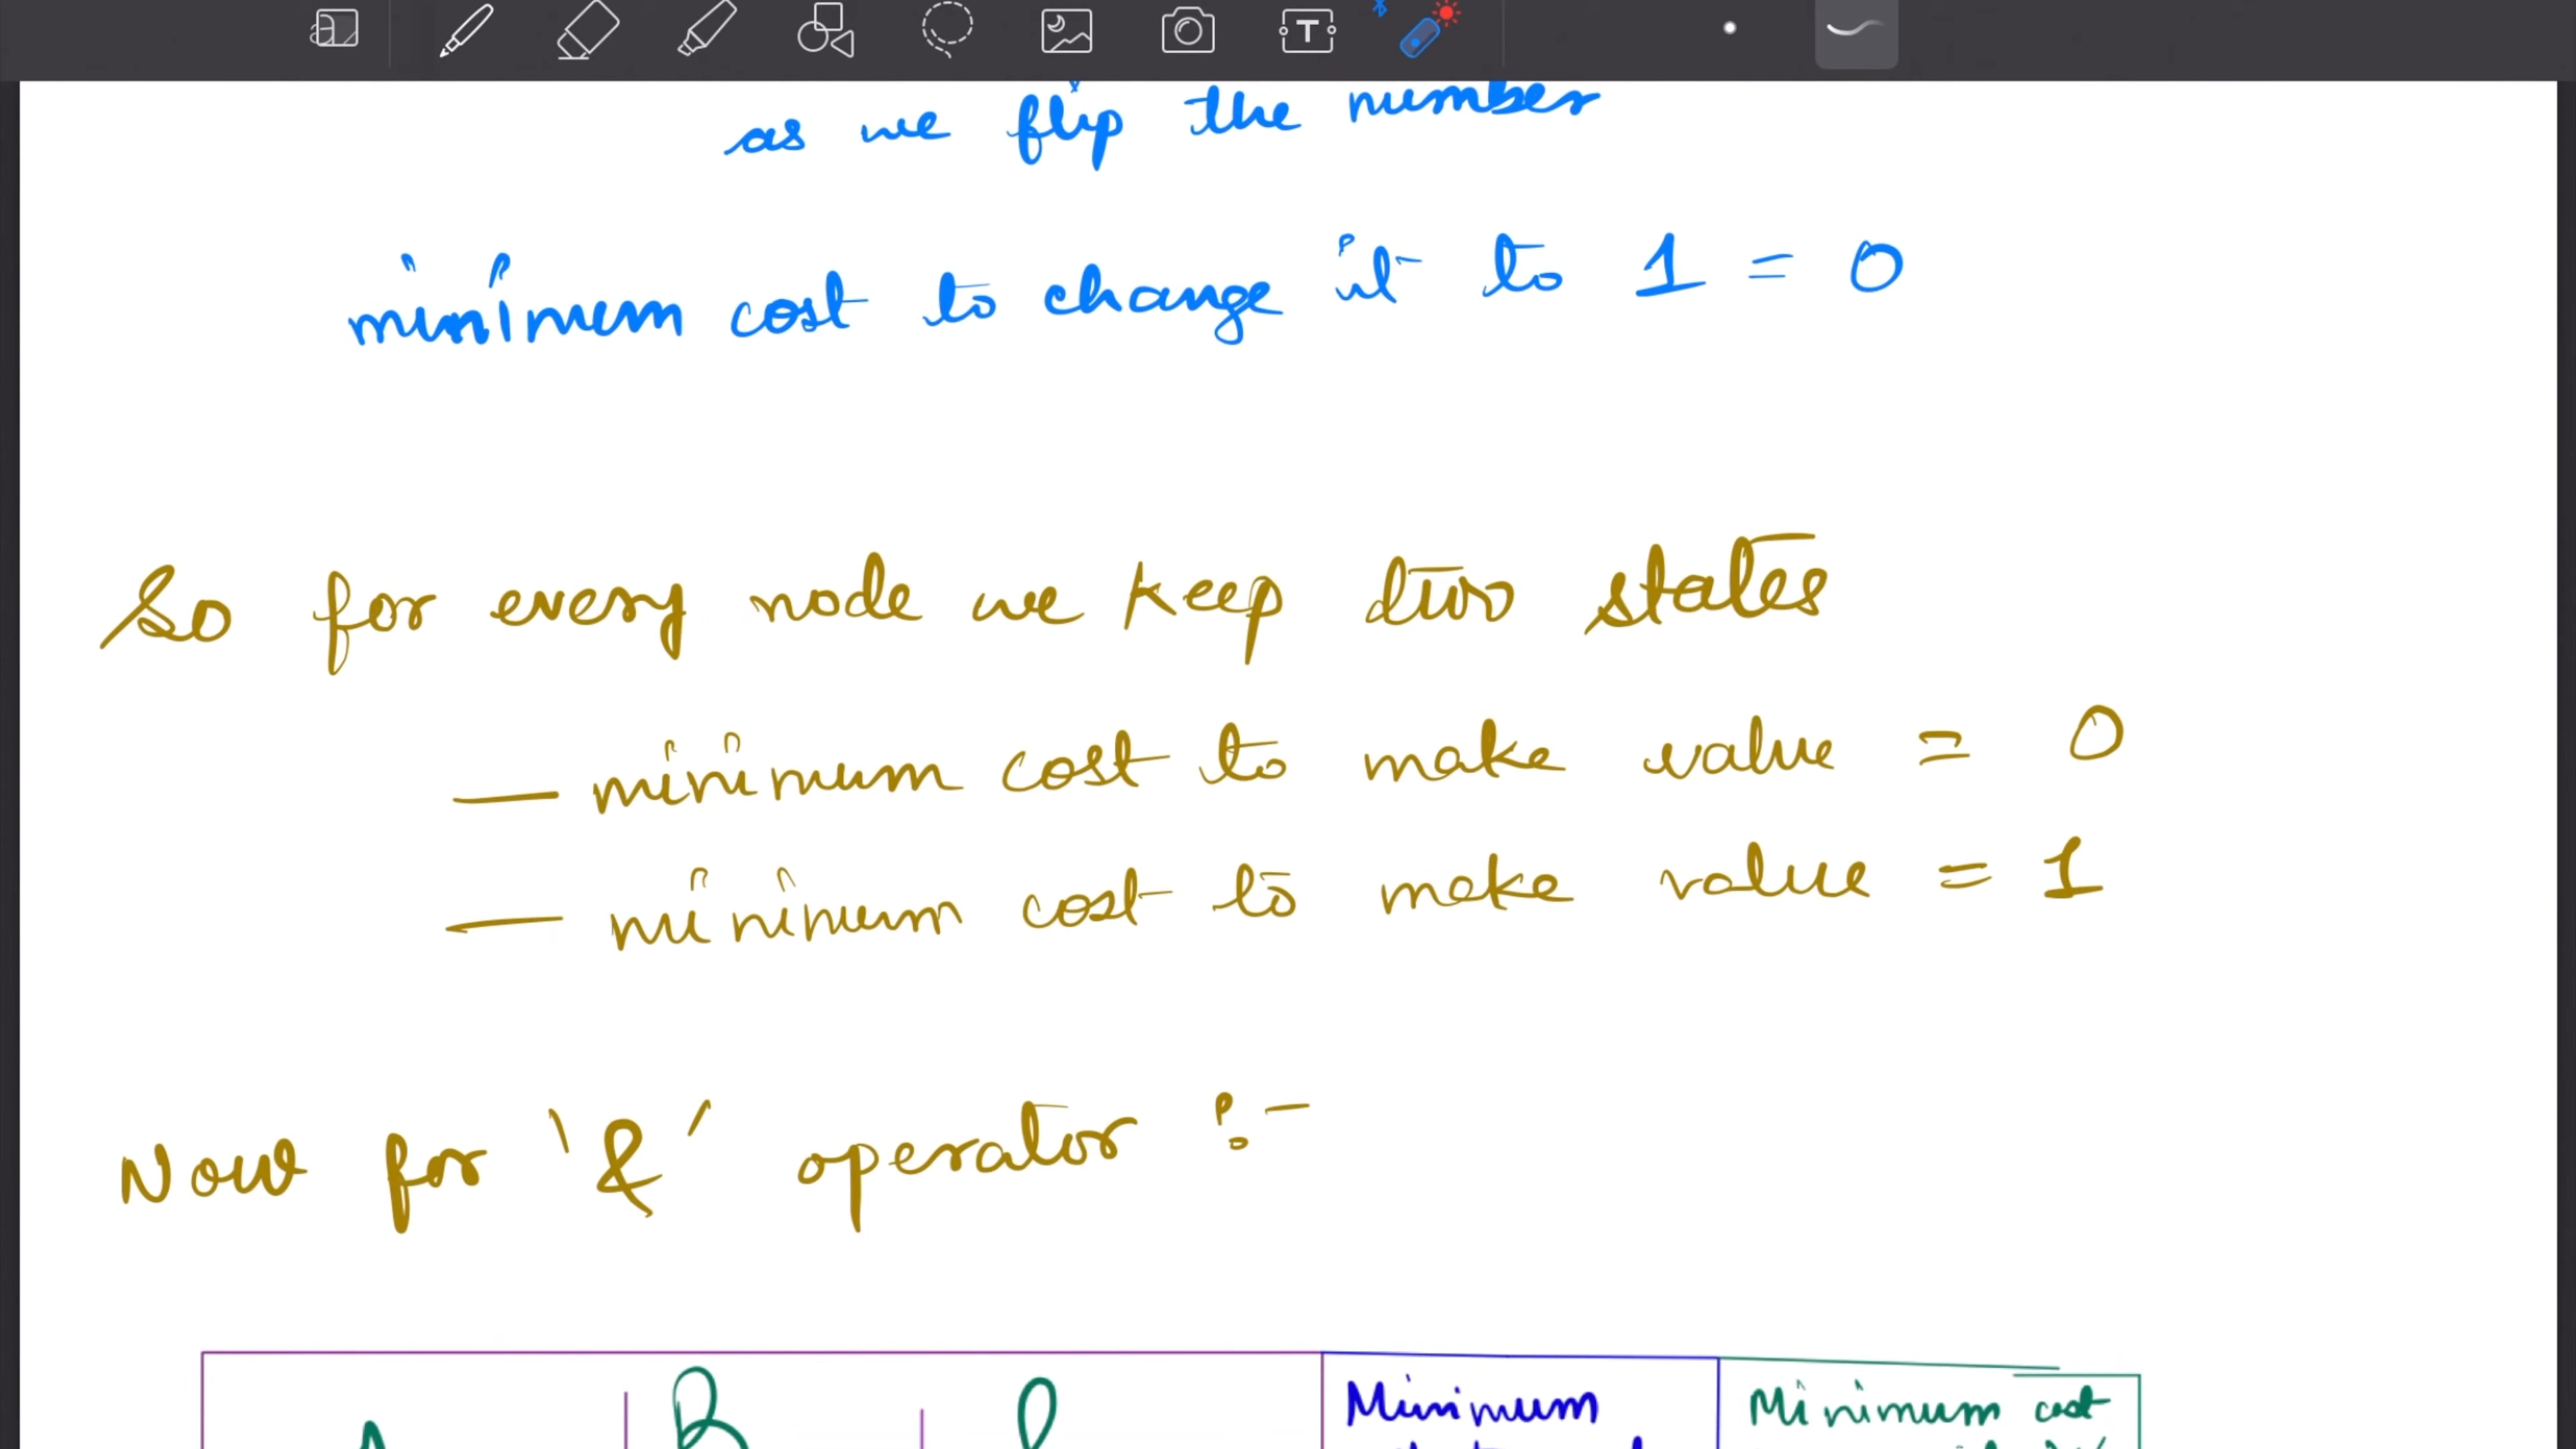 as we flip the number
minimum cost to change it to 1 = 0
So for every node we keep two states
— minimum cost to make value = 0
— minimum cost to make value = 1
Now for '&' operator :-
B
Minimum
Minimum cost